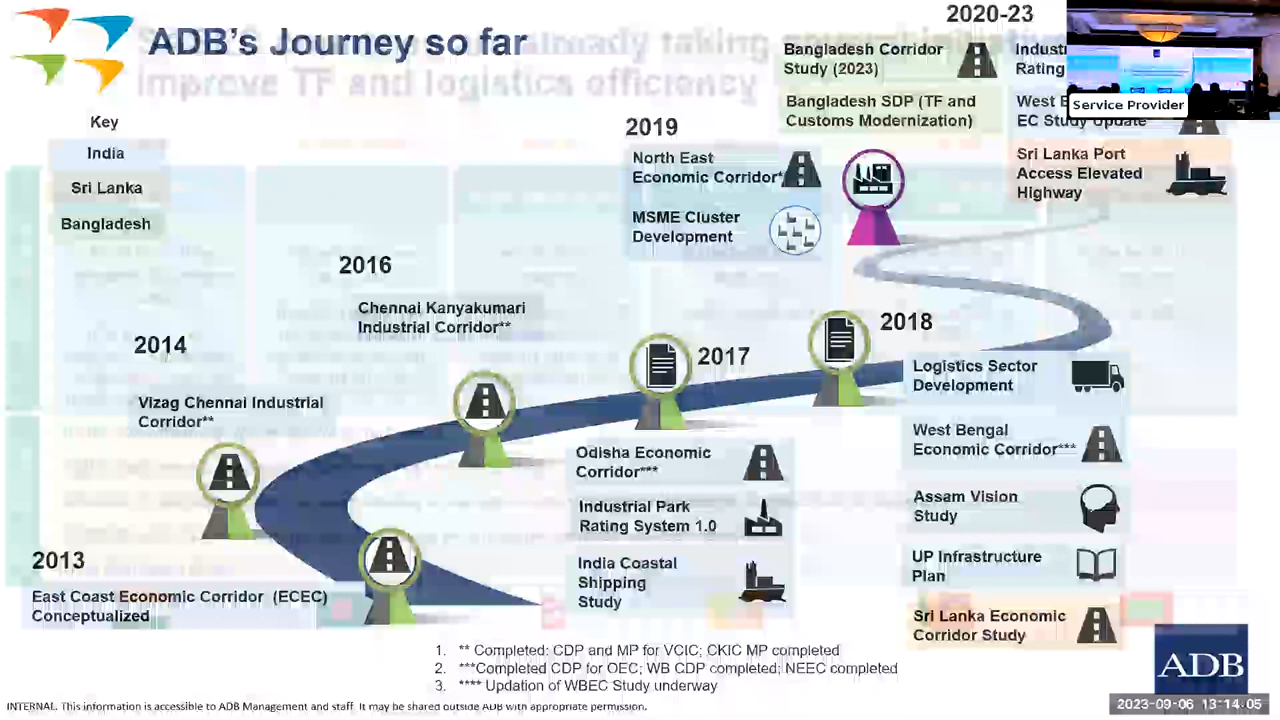 ADB's Journey so far
already taking
improve TF efficiency
Key
India
Sri Lanka
Bangladesh
2013
East Coast Economic Corridor (ECEC)
Conceptualized
2014
Vizag Chennai Industrial
Corridor**
2016
Chennai Kanyakumari
Industrial Corridor**
2017
Odisha Economic
Corridor***
Industrial Park
Rating System 1.0
India Coastal
Shipping
Study
2018
Logistics Sector
Development
West Bengal
Economic Corridor***
Assam Vision
Study
UP Infrastructure
Plan
Sri Lanka Economic
Corridor Study
2019
North East
Economic Corridor*
MSME Cluster
Development
2020-23
Bangladesh Corridor
Study (2023)
Bangladesh SDP (TF and
Customs Modernization)
Rating
West
EC Study Update
Sri Lanka Port
Access Elevated
Highway
Service Provider
1. ** Completed: CDP and MP for VCIC; CKIC MP completed
2. ***Completed CDP for OEC; WB CDP completed; NEEC completed
3. **** Updation of WBEC Study underway
ADB
INTERNAL. This information is accessible to ADB Management and staff. It may be shared outside ADB with appropriate permission.
2023-09-06 13:14:05